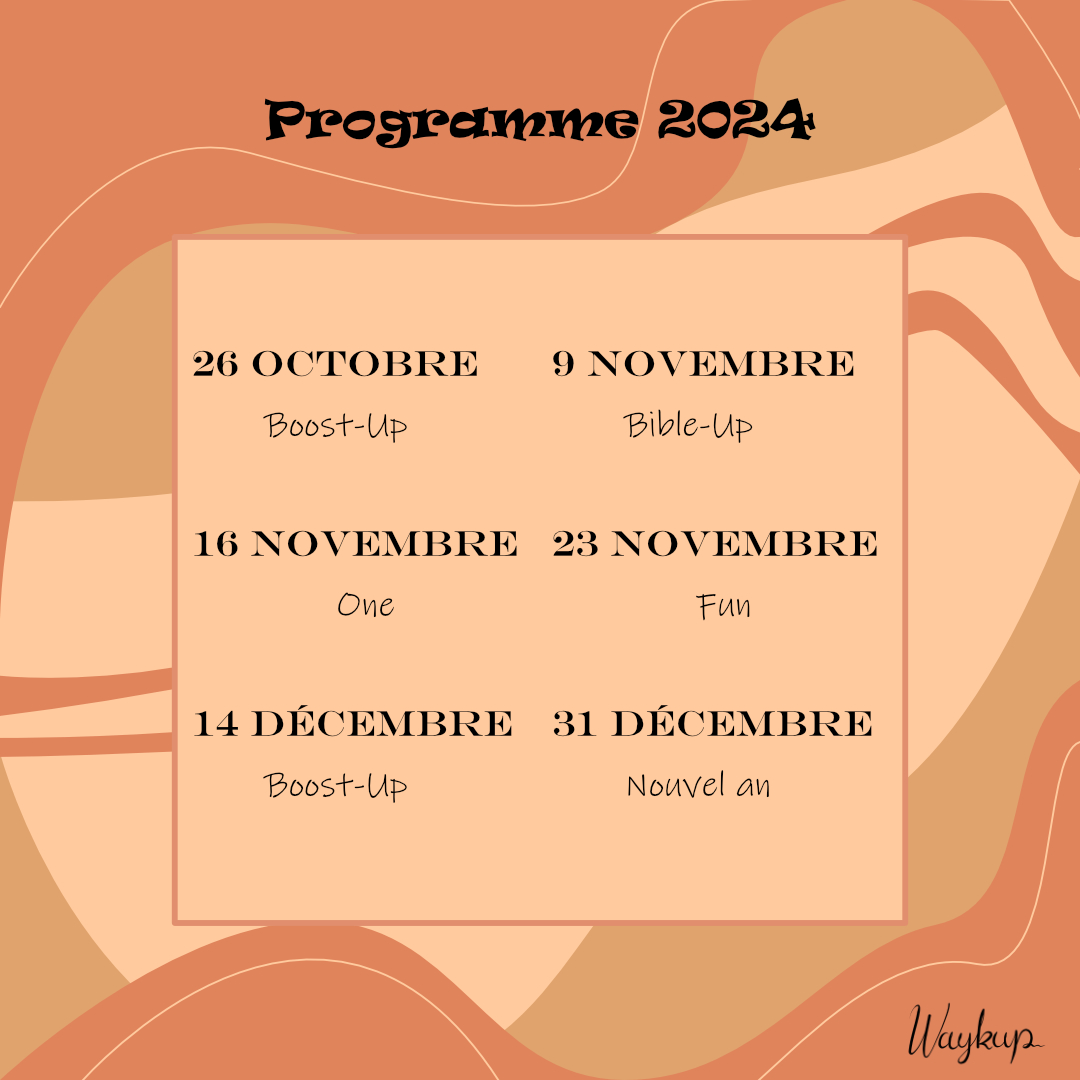 Programme 2024
26 OCTOBRE
Boost-Up
9 NOVEMBRE
Bible-Up
16 NOVEMBRE
One
23 NOVEMBRE
Fun
14 DÉCEMBRE
Boost-Up
31 DÉCEMBRE
Nouvel an
Waykup